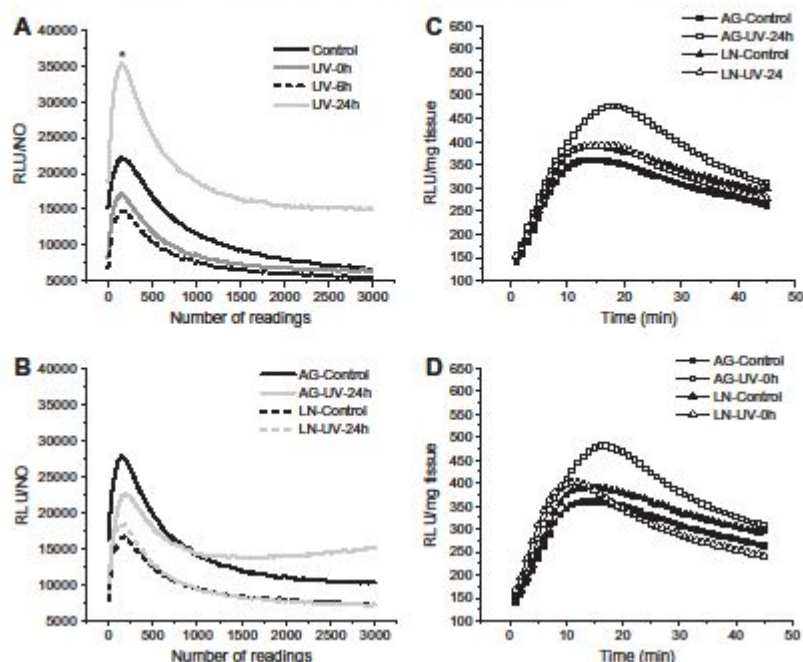 A
*
Control
UV-0h
UV-6h
UV-24h
RLU/NO
40000
35000
30000
25000
20000
15000
10000
5000
0 500 1000 1500 2000 2500 3000
Number of readings
C
AG-Control
AG-UV-24h
LN-Control
LN-UV-24
RLU/mg tissue
650
600
550
500
450
400
350
300
250
200
150
100
0 10 20 30 40 50
Time (min)
B
AG-Control
AG-UV-24h
LN-Control
LN-UV-24h
RLU/NO
40000
35000
30000
25000
20000
15000
10000
5000
0 500 1000 1500 2000 2500 3000
Number of readings
D
AG-Control
AG-UV-0h
LN-Control
LN-UV-0h
RLU/mg tissue
650
600
550
500
450
400
350
300
250
200
150
100
0 10 20 30 40 50
Time (min)